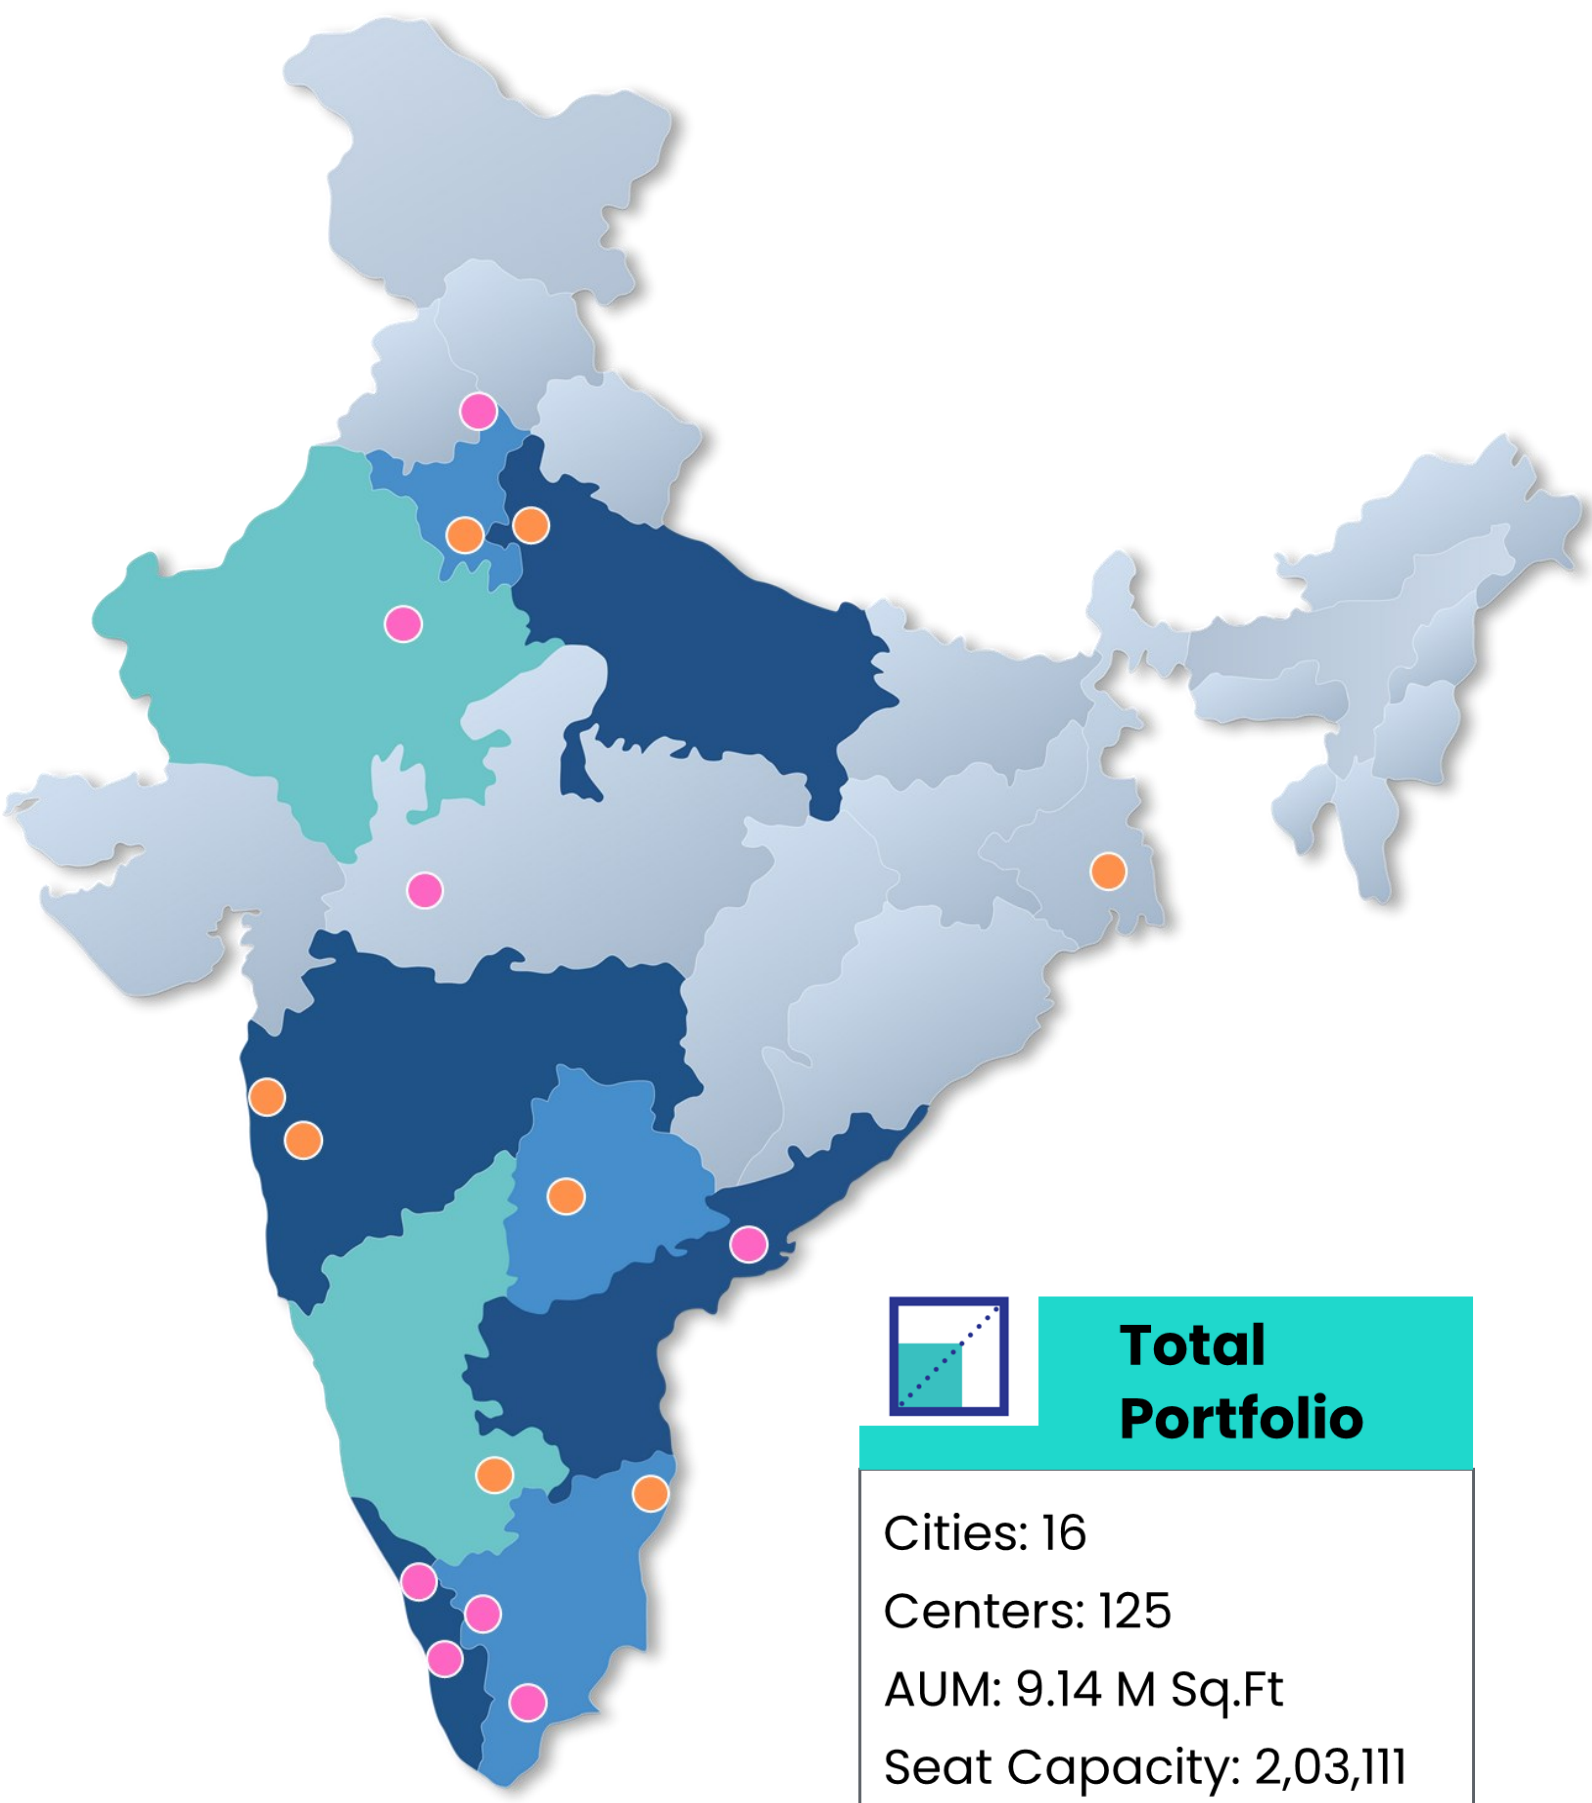 Total
Portfolio
Cities: 16
Centers: 125
AUM: 9.14 M Sq.Ft
Seat Capacity: 2,03,111